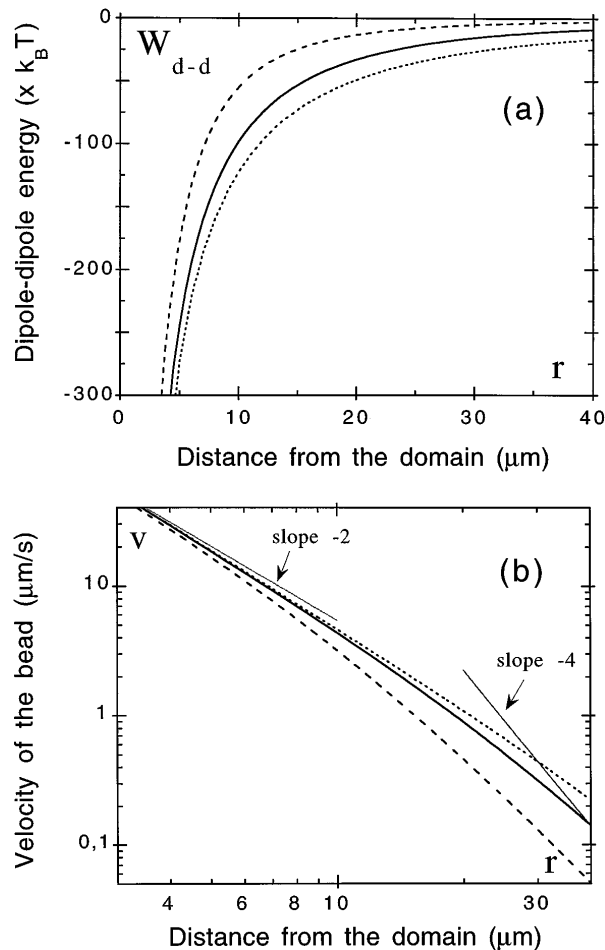 0
-100
-200
-300
Dipole-dipole energy (x k_BT)
W_{d-d}
(a)
r
0 10 20 30 40
Distance from the domain (μm)
10
1
0,1
Velocity of the bead (μm/s)
v
slope -2
(b)
slope -4
r
4 6 8 10 30
Distance from the domain (μm)